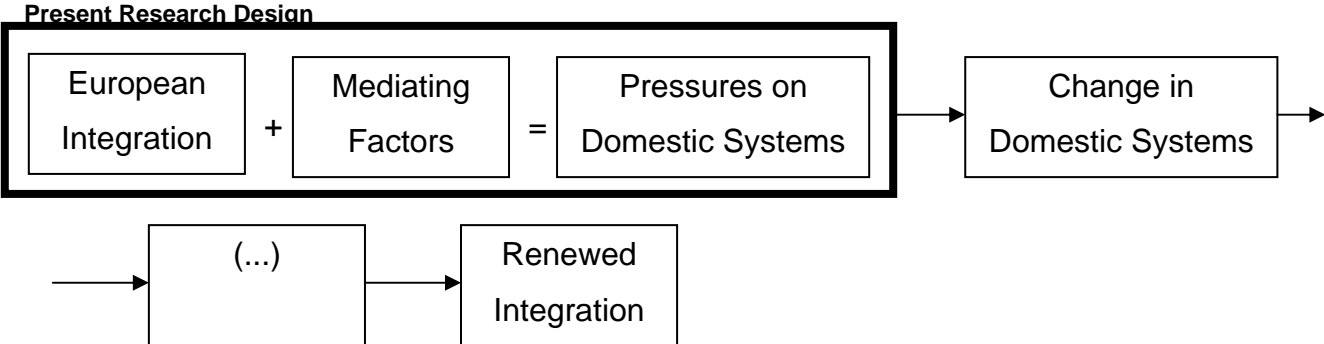 Present Research Design
European
Integration
+
Mediating
Factors
=
Pressures on
Domestic Systems
Change in
Domestic Systems
(...)
Renewed
Integration